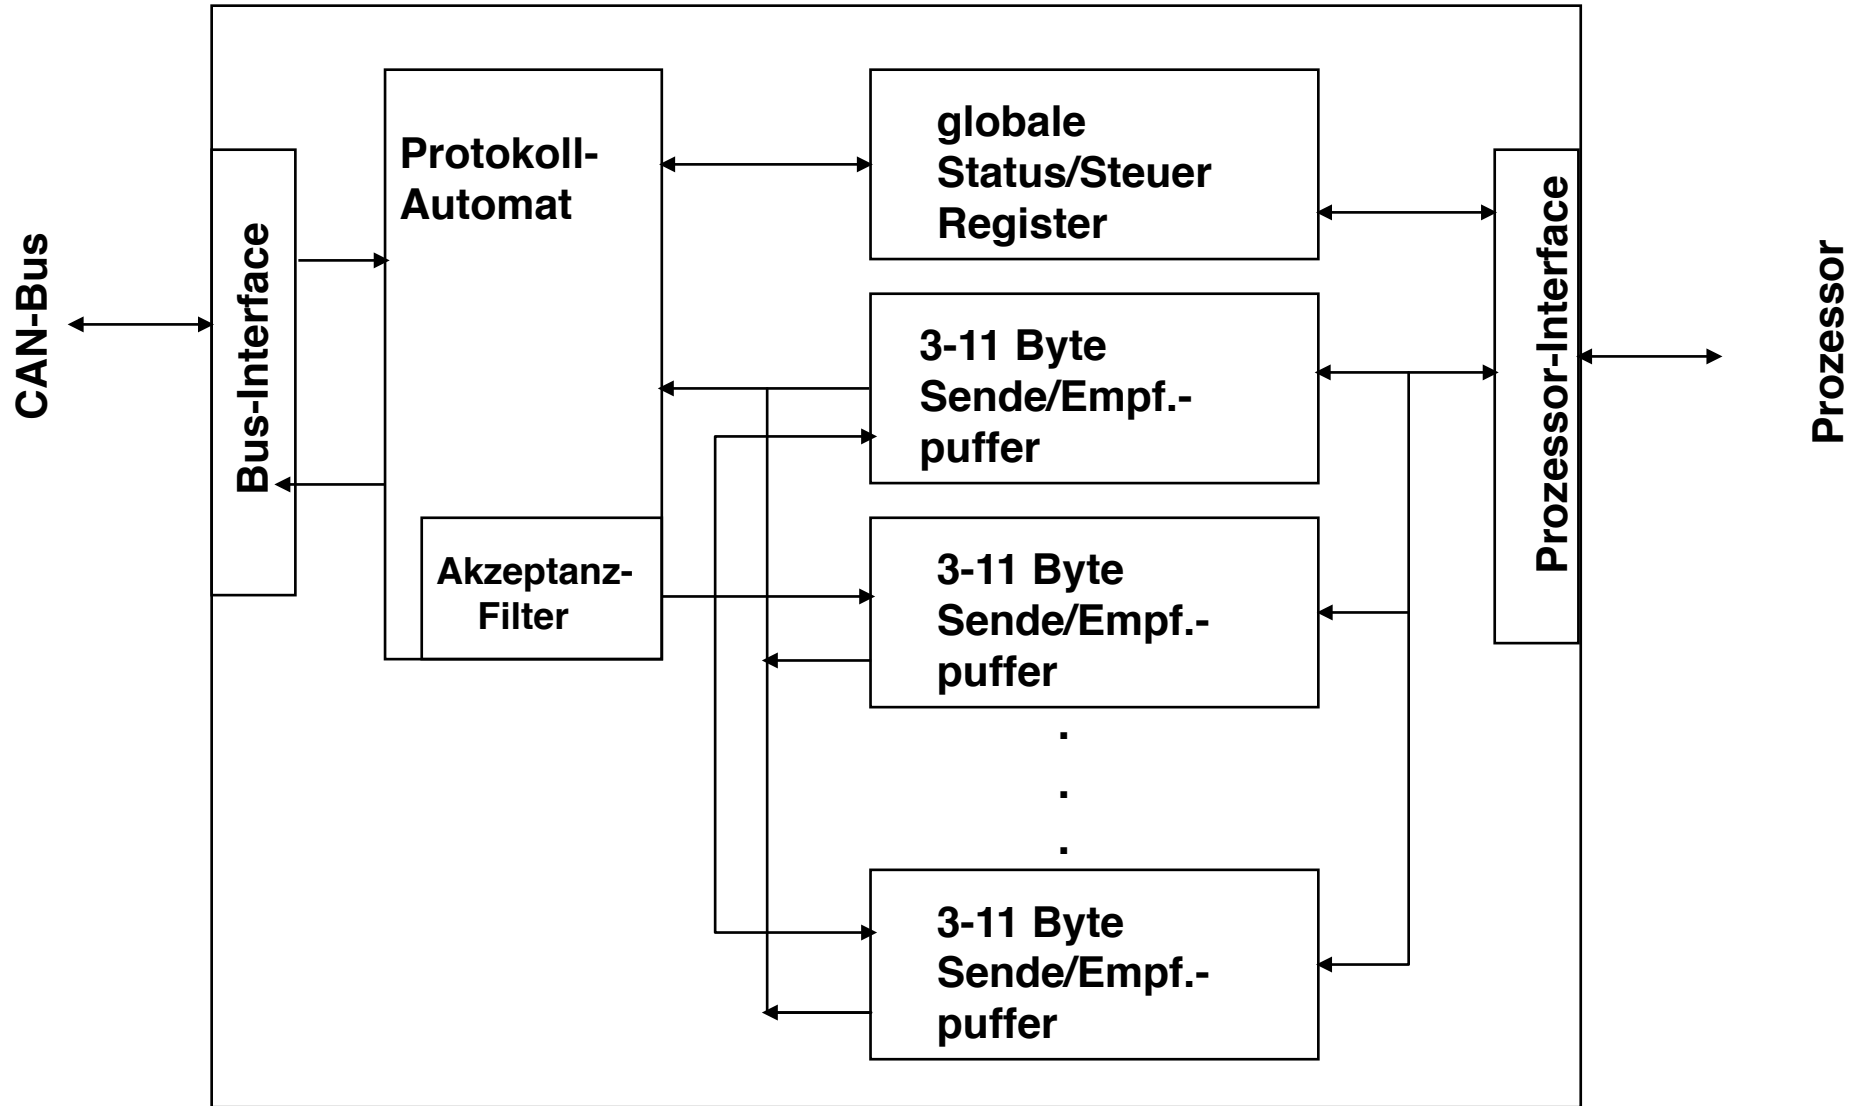 CAN-Bus
Bus-Interface
Protokoll-
Automat
Akzeptanz-
Filter
globale
Status/Steuer
Register
3-11 Byte
Sende/Empf.-
puffer
3-11 Byte
Sende/Empf.-
puffer
.
.
.
3-11 Byte
Sende/Empf.-
puffer
Prozessor-Interface
Prozessor